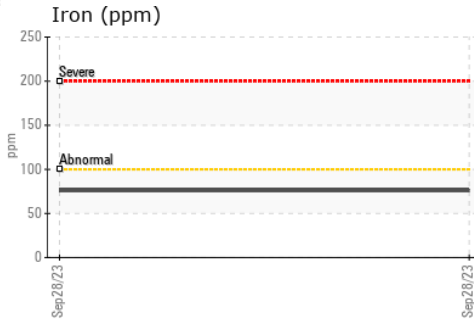 Iron (ppm)
250
200
150
100
50
0
ppm
Severe
Abnormal
Sep28/23
Sep28/23